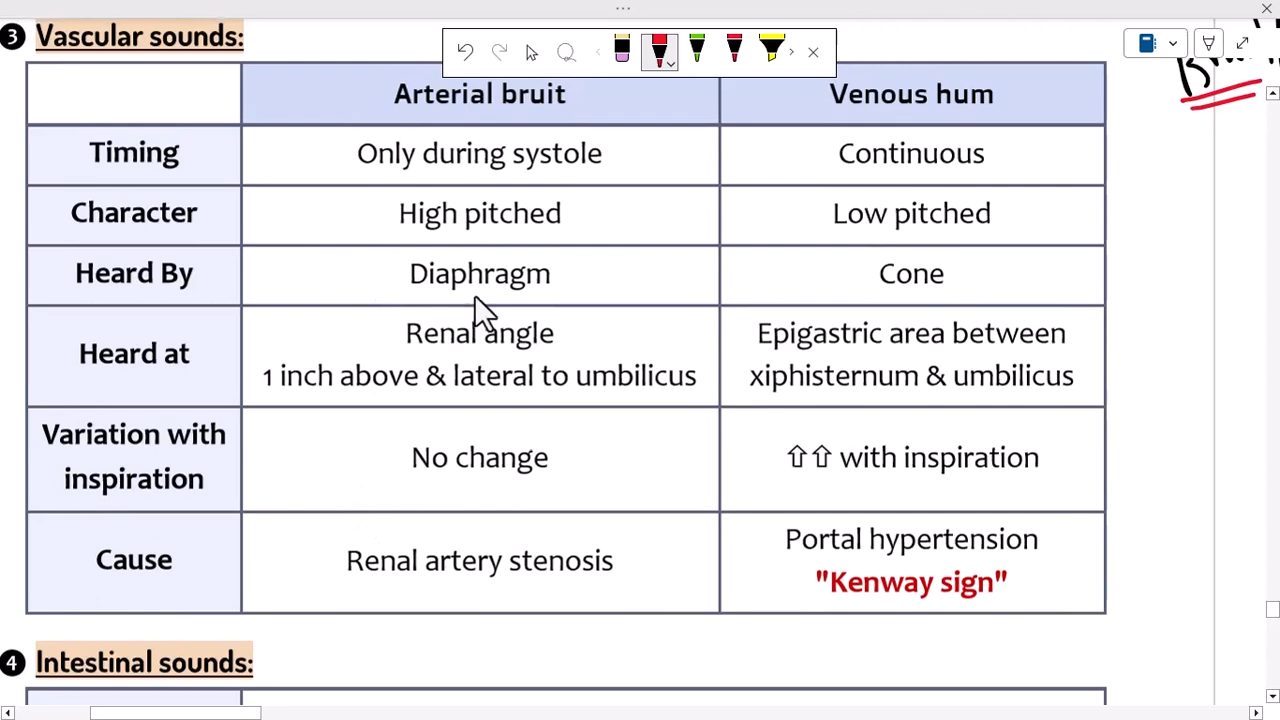 3 Vascular sounds:
Arterial bruit Venous hum
Timing Only during systole Continuous
Character High pitched Low pitched
Heard By Diaphragm Cone
Heard at Renal angle
1 inch above & lateral to umbilicus
Epigastric area between
xiphisternum & umbilicus
Variation with
inspiration
No change ⇧⇧ with inspiration
Cause Renal artery stenosis Portal hypertension
"Kenway sign"
4 Intestinal sounds: